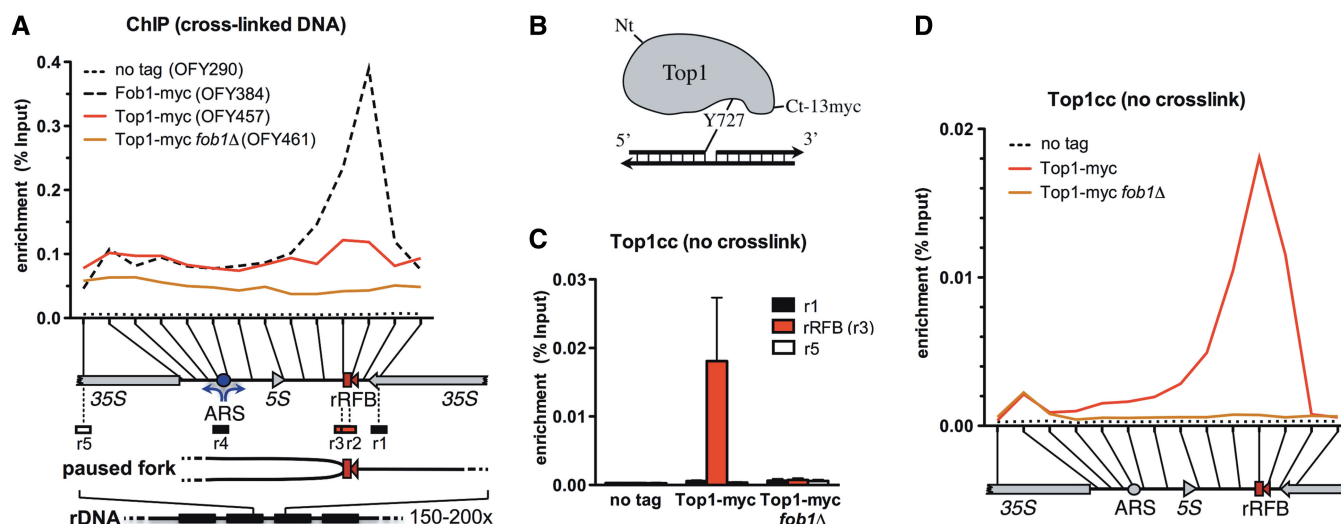 A
ChIP (cross-linked DNA)
enrichment (% Input)
0.4
0.3
0.2
0.1
0.0
no tag (OFY290)
Fob1-myc (OFY384)
Top1-myc (OFY457)
Top1-myc fob1Δ (OFY461)
35S
ARS
5S
rRFB
35S
r5
r4
r3 r2
r1
paused fork
rDNA
150-200x
B
Nt
Top1
Ct-13myc
Y727
5’
3’
C
Top1cc (no crosslink)
enrichment (% Input)
0.03
0.02
0.01
0.00
r1
rRFB (r3)
r5
no tag
Top1-myc
Top1-myc
fob1Δ
D
Top1cc (no crosslink)
enrichment (% Input)
0.02
0.01
0.00
no tag
Top1-myc
Top1-myc fob1Δ
35S
ARS
5S
rRFB